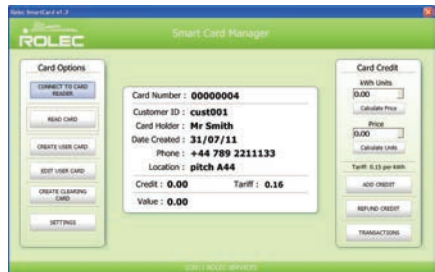 Rolec SmartCard v1.2
ROLEC
Smart Card Manager
Card Options
CONNECT TO CARD
READER
READ CARD
CREATE USER CARD
EDIT USER CARD
CREATE CLEARING
CARD
SETTINGS
Card Number : 00000004
Customer ID : cust001
Card Holder : Mr Smith
Date Created : 31/07/11
Phone : +44 789 2211133
Location : pitch A44
Credit : 0.00 Tariff : 0.16
Value : 0.00
Card Credit
kWh Units
0.00
Calculate Price
Price
0.00
Calculate Units
Tariff: 0.15 per kWh
ADD CREDIT
REFUND CREDIT
TRANSACTIONS
ROLEC SERVICES